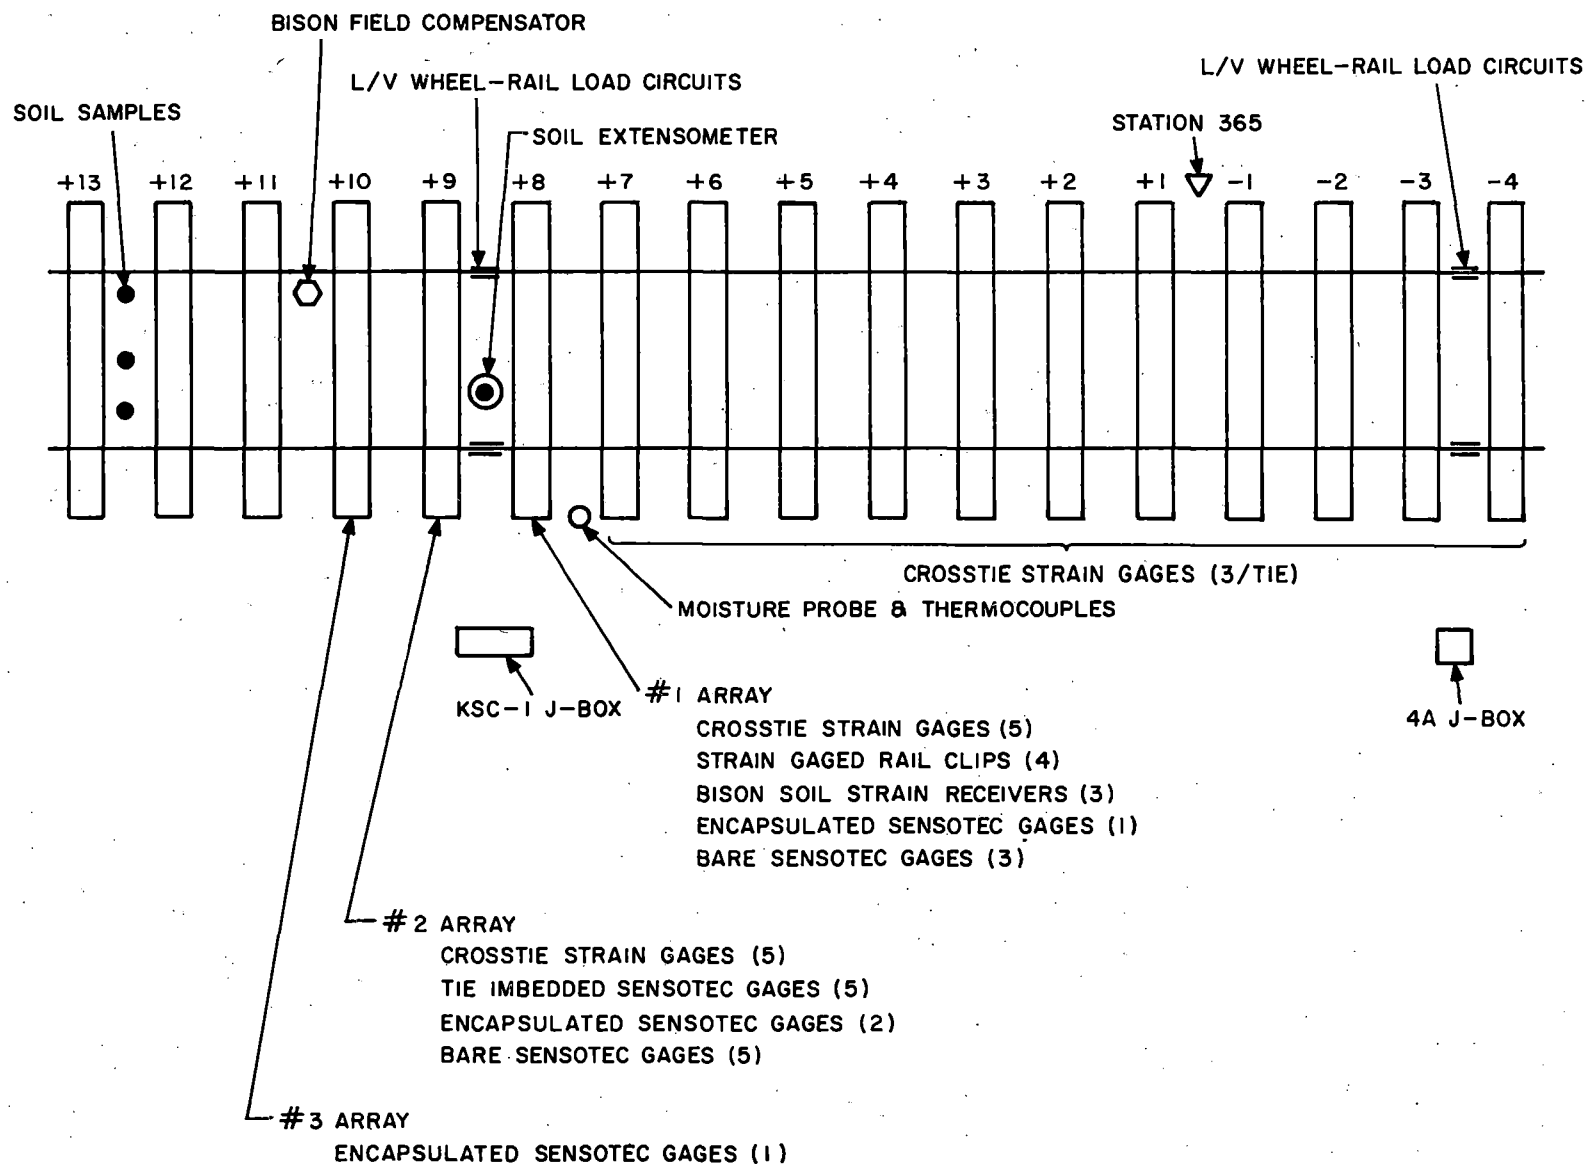 BISON FIELD COMPENSATOR
L/V WHEEL-RAIL LOAD CIRCUITS
L/V WHEEL-RAIL LOAD CIRCUITS
SOIL SAMPLES
SOIL EXTENSOMETER
STATION 365
+13 +12 +11 +10 +9 +8 +7 +6 +5 +4 +3 +2 +1 -1 -2 -3 -4
CROSSTIE STRAIN GAGES (3/TIE)
MOISTURE PROBE & THERMOCOUPLES
KSC-1 J-BOX
4A J-BOX
#1 ARRAY
CROSSTIE STRAIN GAGES (5)
STRAIN GAGED RAIL CLIPS (4)
BISON SOIL STRAIN RECEIVERS (3)
ENCAPSULATED SENSOTEC GAGES (1)
BARE SENSOTEC GAGES (3)
#2 ARRAY
CROSSTIE STRAIN GAGES (5)
TIE IMBEDDED SENSOTEC GAGES (5)
ENCAPSULATED SENSOTEC GAGES (2)
BARE SENSOTEC GAGES (5)
#3 ARRAY
ENCAPSULATED SENSOTEC GAGES (1)